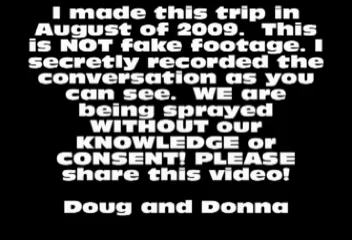 I made this trip in
August of 2009.  This
is NOT fake footage. I
secretly recorded the
conversation as you
can see.  WE are
being sprayed
WITHOUT our
KNOWLEDGE or
CONSENT! PLEASE
share this video!

Doug and Donna